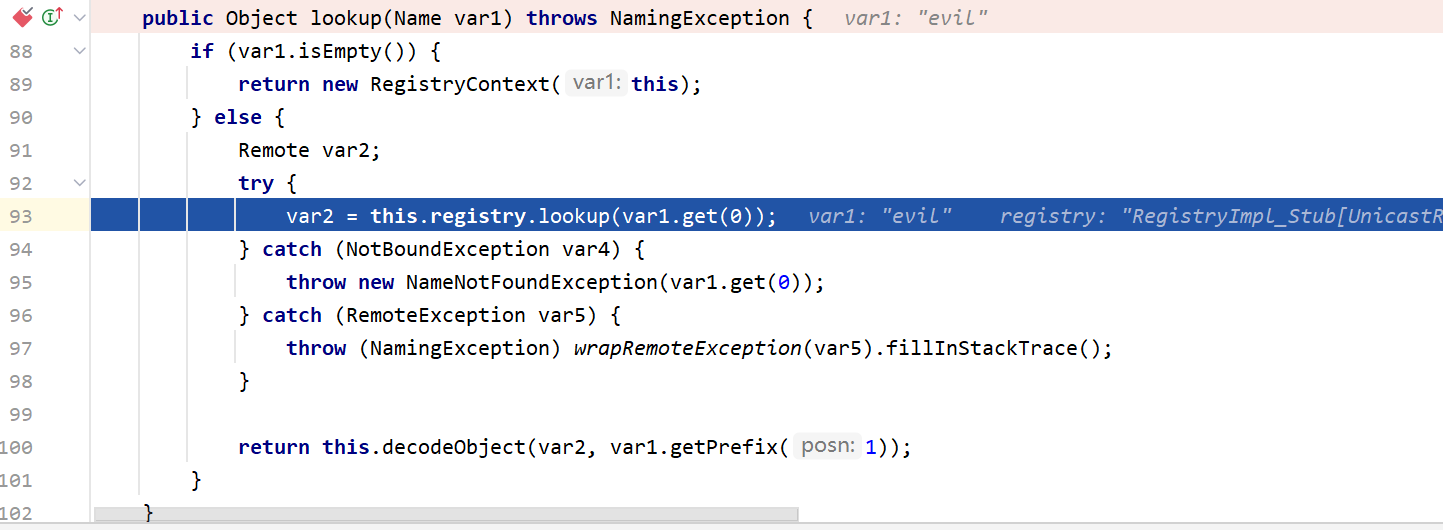 public Object lookup(Name var1) throws NamingException { var1: "evil"
88 if (var1.isEmpty()) {
89 return new RegistryContext( var1: this);
90 } else {
91 Remote var2;
92 try {
93 var2 = this.registry.lookup(var1.get(0)); var1: "evil" registry: "RegistryImpl_Stub[UnicastR
94 } catch (NotBoundException var4) {
95 throw new NameNotFoundException(var1.get(0));
96 } catch (RemoteException var5) {
97 throw (NamingException) wrapRemoteException(var5).fillInStackTrace();
98 }
99
100 return this.decodeObject(var2, var1.getPrefix( posn: 1));
101 }
102 }